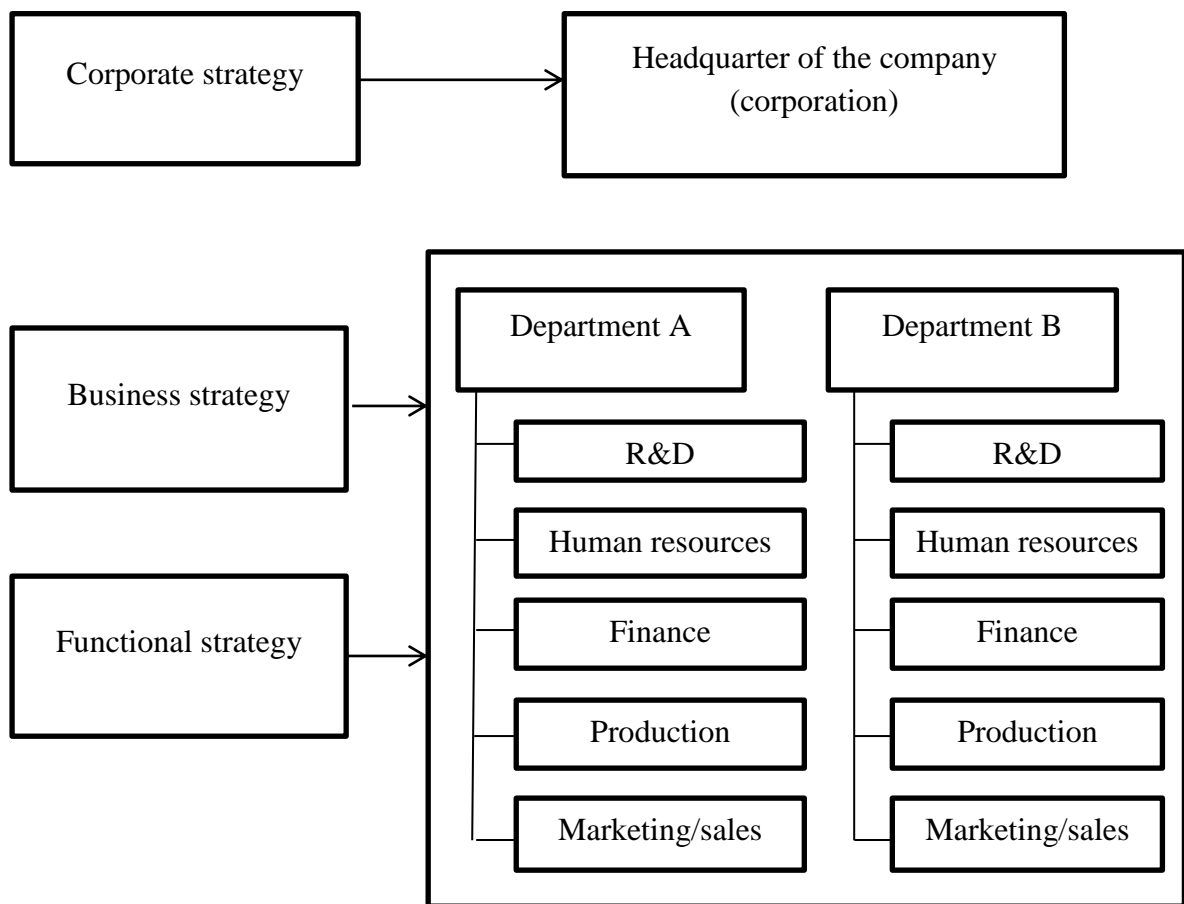 Corporate strategy
Headquarter of the company
(corporation)
Business strategy
Functional strategy
Department A
R&D
Human resources
Finance
Production
Marketing/sales
Department B
R&D
Human resources
Finance
Production
Marketing/sales